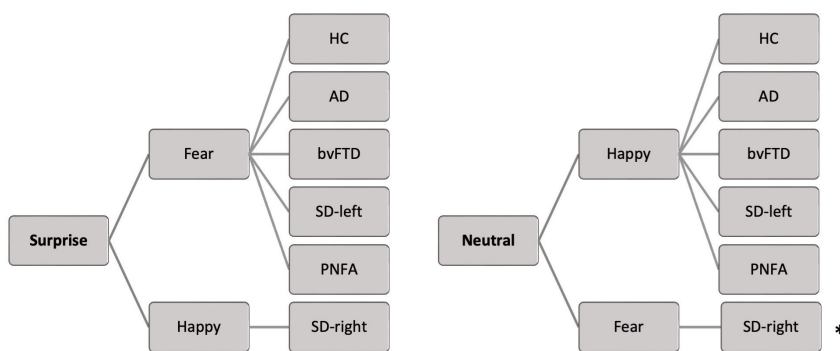 HC
AD
Fear
bvFTD
SD-left
Surprise
PNFA
Happy
SD-right
HC
AD
Happy
bvFTD
SD-left
Neutral
PNFA
Fear
SD-right
*